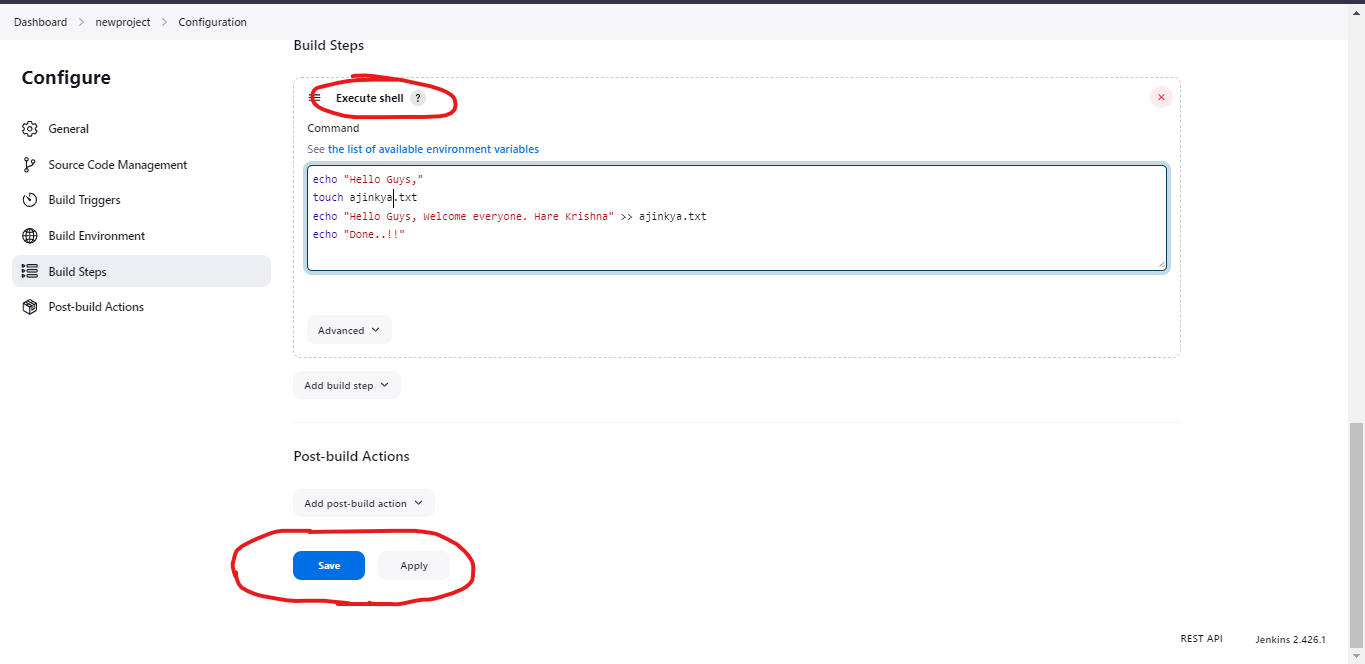 Dashboard > newproject > Configuration
Configure
General
Source Code Management
Build Triggers
Build Environment
Build Steps
Post-build Actions
Build Steps
Execute shell ?
Command
See the list of available environment variables
echo "Hello Guys,"
touch ajinkya.txt
echo "Hello Guys, Welcome everyone. Hare Krishna" >> ajinkya.txt
echo "Done..!!"
Advanced
Add build step
Post-build Actions
Add post-build action
Save Apply
REST API Jenkins 2.426.1